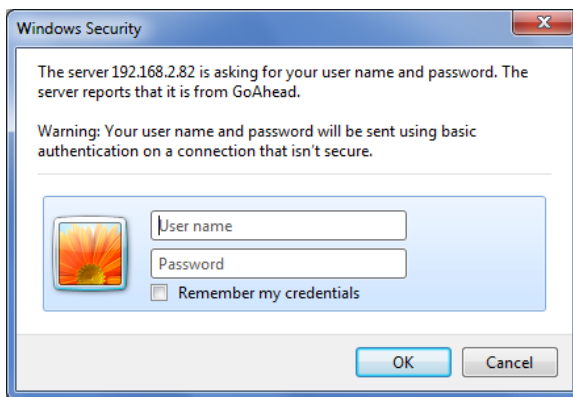 Windows Security
The server 192.168.2.82 is asking for your user name and password. The
server reports that it is from GoAhead.
Warning: Your user name and password will be sent using basic
authentication on a connection that isn't secure.
User name
Password
Remember my credentials
OK Cancel